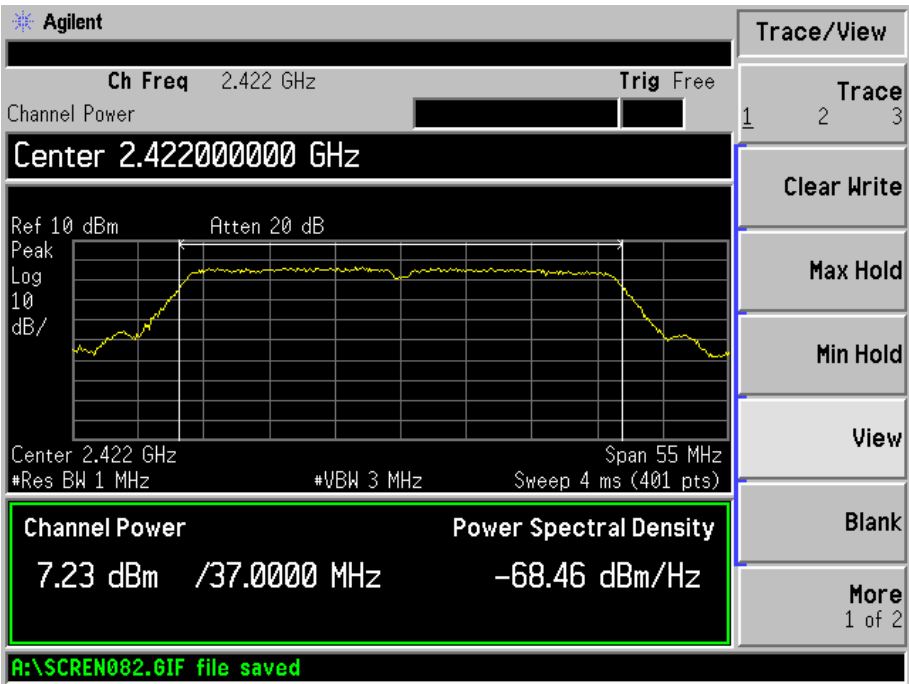 Agilent
Trace/View
Ch Freq 2.422 GHz Trig Free
Channel Power
Trace
1 2 3
Center 2.422000000 GHz
Clear Write
Ref 10 dBm Atten 20 dB
Peak
Log
10
dB/
Max Hold
Min Hold
View
Center 2.422 GHz Span 55 MHz
#Res BW 1 MHz #VBW 3 MHz Sweep 4 ms (401 pts)
Channel Power Power Spectral Density
7.23 dBm /37.0000 MHz -68.46 dBm/Hz
Blank
More
1 of 2
A:\SCREN082.GIF file saved